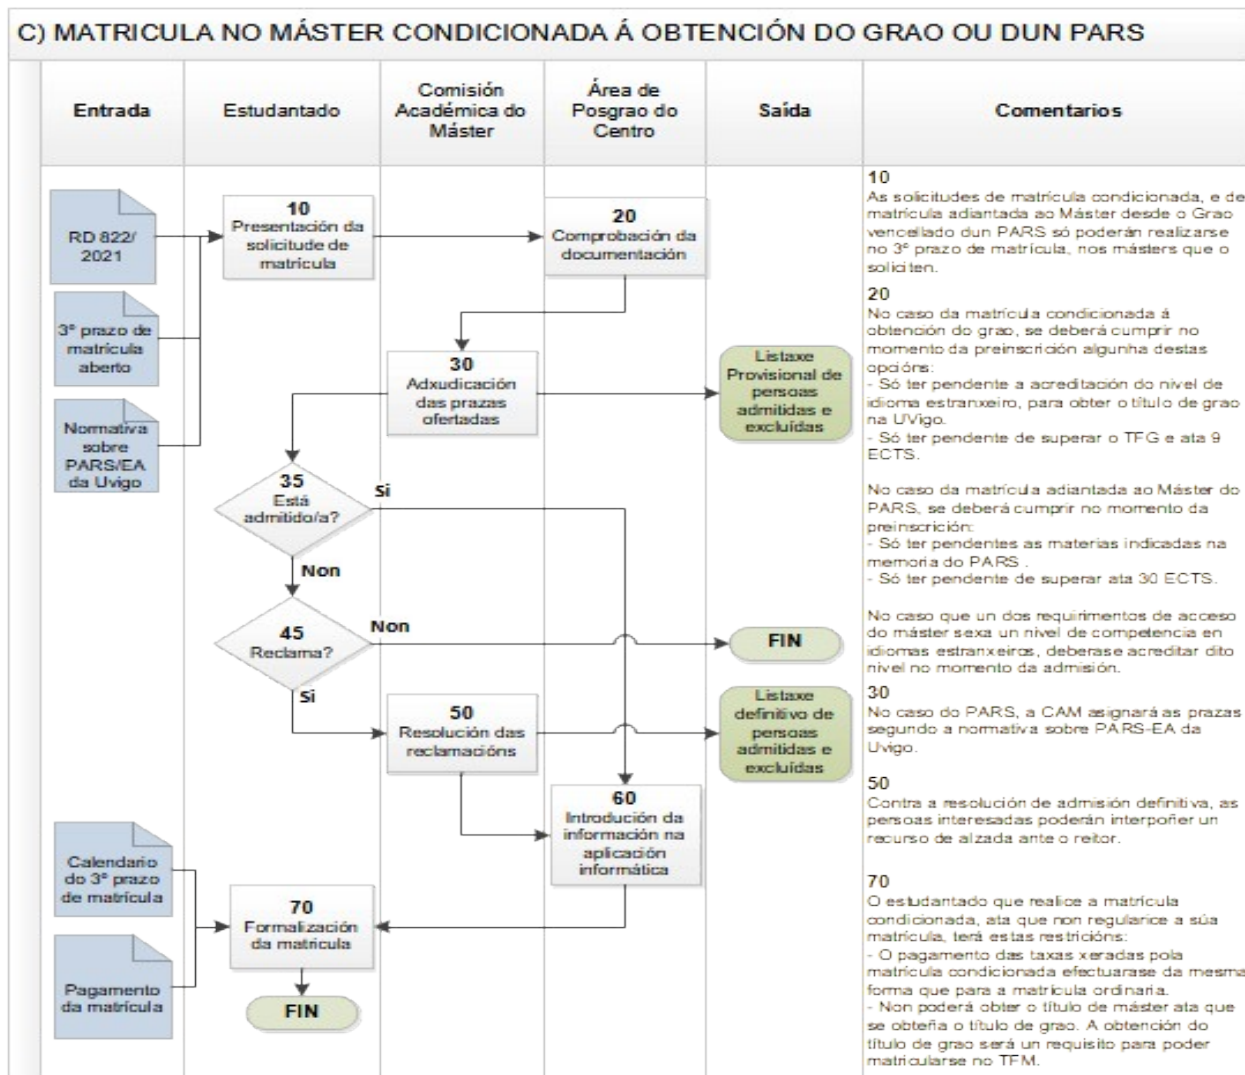 C) MATRICULA NO MÁSTER CONDICIONADA Á OBTENCIÓN DO GRAO OU DUN PARS
Entrada
Estudantado
Comisión
Académica do
Máster
Área de
Posgrao do
Centro
Saída
Comentarios
RD 822/
2021
3º prazo de
matrícula
aberto
Normativa
sobre
PARS/EA
da Uvigo
10
Presentación da
solicitude de
matrícula
20
Comprobación da
documentación
30
Adxudicación
das prazas
ofertadas
Listaxe
Provisional de
persoas
admitidas e
excluídas
35
Está
admitido/a?
Si
Non
45
Reclama?
Non
FIN
Si
50
Resolución das
reclamacións
Listaxe
definitivo de
persoas
admitidas e
excluídas
60
Introdución da
información na
aplicación
informática
Calendario
do 3º prazo
de matrícula
Pagamento
da matrícula
70
Formalización
da matricula
FIN
10
As solicitudes de matrícula condicionada, e de
matrícula adiantada ao Máster desde o Grao
vencellado dun PARS só poderán realizarse
no 3º prazo de matrícula, nos másters que o
soliciten.
20
No caso da matrícula condicionada á
obtención do grao, se deberá cumprir no
momento da preinscrición algunha destas
opcións:
- Só ter pendente a acreditación do nivel de
idioma estranxeiro, para obter o título de grao
na UVigo.
- Só ter pendente de superar o TFG e ata 9
ECTS.
No caso da matrícula adiantada ao Máster do
PARS, se deberá cumprir no momento da
preinscrición:
- Só ter pendentes as materias indicadas na
memoria do PARS .
- Só ter pendente de superar ata 30 ECTS.
No caso que un dos requirimentos de acceso
do máster sexa un nivel de competencia en
idiomas estranxeiros, deberase acreditar dito
nivel no momento da admisión.
30
No caso do PARS, a CAM asignará as prazas
segundo a normativa sobre PARS-EA da
Uvigo.
50
Contra a resolución de admisión definitiva, as
persoas interesadas poderán interpoñer un
recurso de alzada ante o reitor.
70
O estudantado que realice a matrícula
condicionada, ata que non regularice a súa
matrícula, terá estas restricións:
- O pagamento das taxas xeradas pola
matrícula condicionada efectuarase da mesma
forma que para a matrícula ordinaria.
- Non poderá obter o título de máster ata que
se obteña o título de grao. A obtención do
título de grao será un requisito para poder
matricularse no TFM.